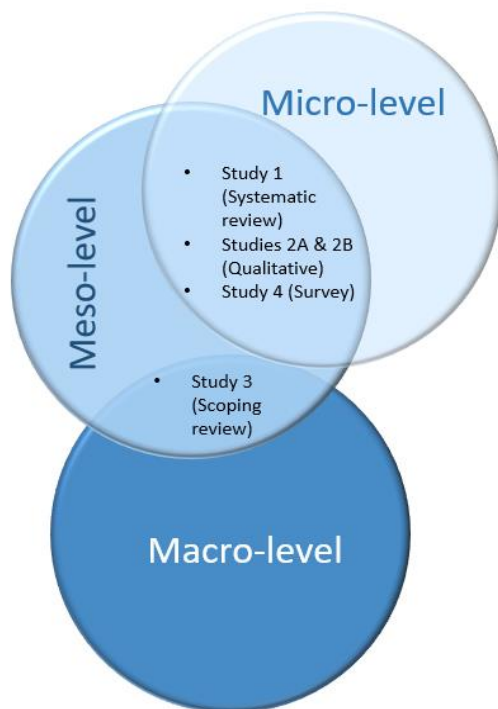 Micro-level
Meso-level
• Study 1
(Systematic
review)
• Studies 2A & 2B
(Qualitative)
• Study 4 (Survey)
• Study 3
(Scoping
review)
Macro-level